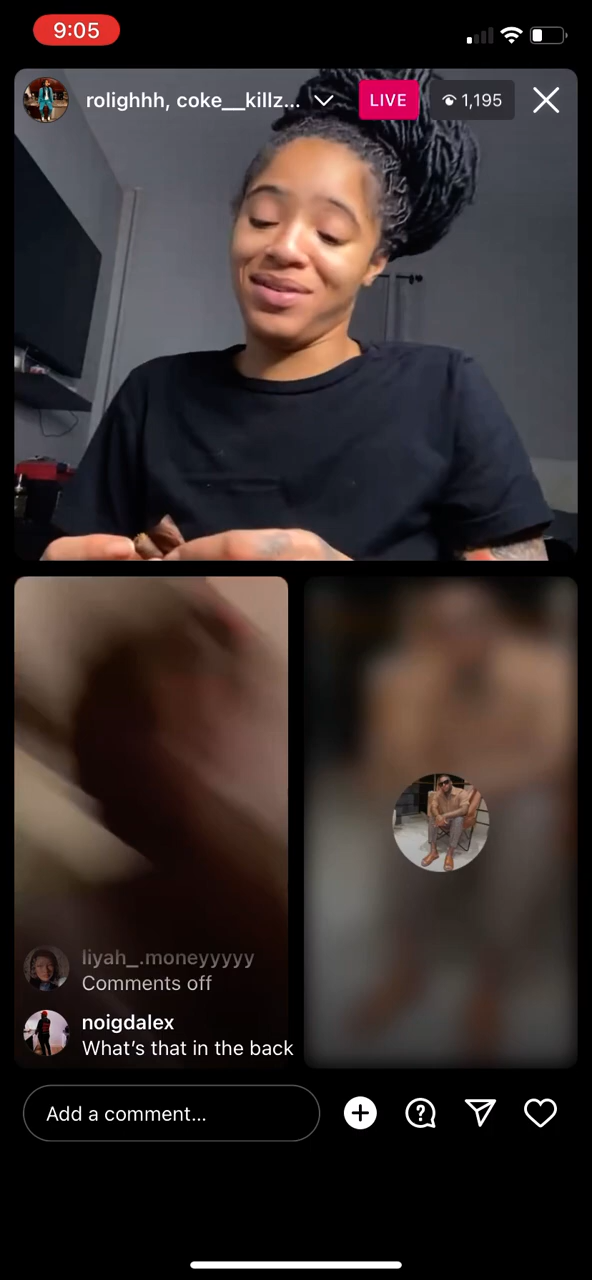 9:05
rolighhh, coke__killz...
LIVE
1,195
liyah_.moneyyyyy
Comments off
noigdalex
What's that in the back
Add a comment...